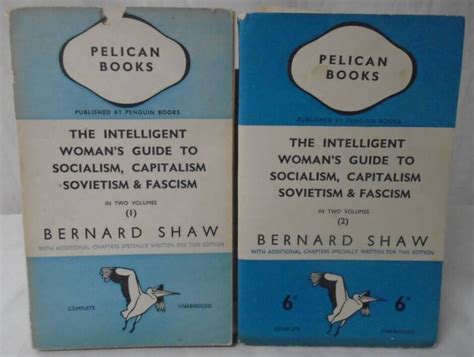 PELICAN
BOOKS
PUBLISHED BY PENGUIN BOOKS
THE INTELLIGENT
WOMAN'S GUIDE TO
SOCIALISM, CAPITALISM
SOVIETISM & FASCISM
IN TWO VOLUMES
(1)
BERNARD SHAW
WITH ADDITIONAL CHAPTERS SPECIALLY WRITTEN FOR THIS EDITION
COMPLETE UNABRIDGED
PELICAN
BOOKS
PUBLISHED BY PENGUIN BOOKS
THE INTELLIGENT
WOMAN'S GUIDE TO
SOCIALISM, CAPITALISM
SOVIETISM & FASCISM
IN TWO VOLUMES
(2)
BERNARD SHAW
WITH ADDITIONAL CHAPTERS SPECIALLY WRITTEN FOR THIS EDITION
6ᴰ 6ᴰ
COMPLETE UNABRIDGED